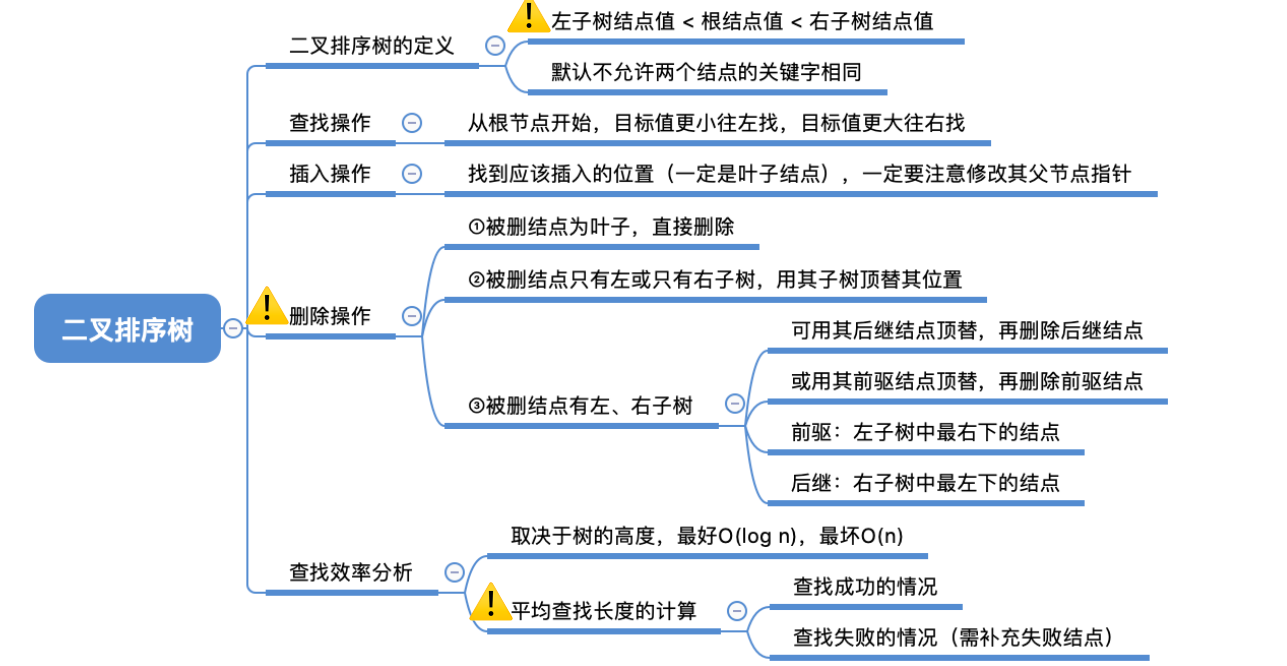 二叉排序树
二叉排序树的定义
左子树结点值 < 根结点值 < 右子树结点值
默认不允许两个结点的关键字相同
查找操作
从根节点开始，目标值更小往左找，目标值更大往右找
插入操作
找到应该插入的位置（一定是叶子结点），一定要注意修改其父节点指针
删除操作
①被删结点为叶子，直接删除
②被删结点只有左或只有右子树，用其子树顶替其位置
③被删结点有左、右子树
可用其后继结点顶替，再删除后继结点
或用其前驱结点顶替，再删除前驱结点
前驱：左子树中最右下的结点
后继：右子树中最左下的结点
查找效率分析
取决于树的高度，最好O(log n)，最坏O(n)
平均查找长度的计算
查找成功的情况
查找失败的情况（需补充失败结点）